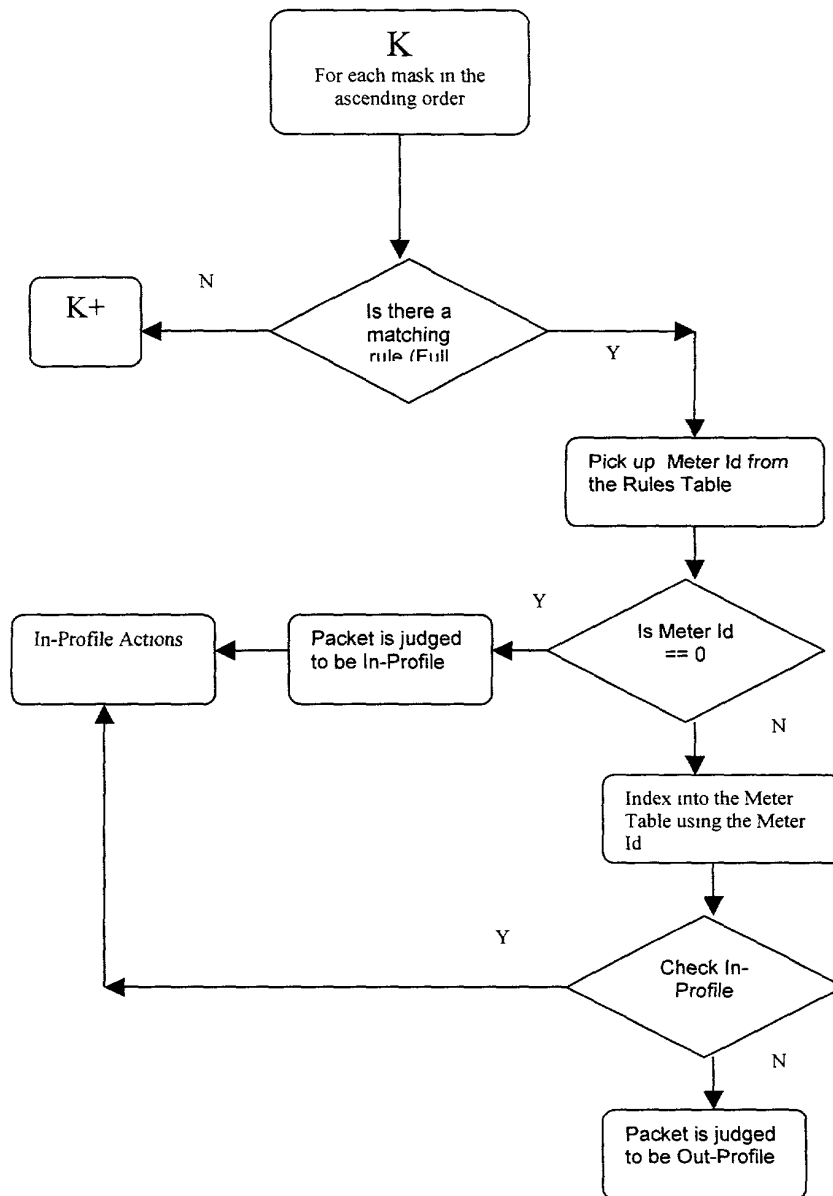 K
For each mask in the
ascending order
N
K+
Is there a
matching
rule (Full
Y
Pick up Meter Id from
the Rules Table
Y
In-Profile Actions
Packet is judged
to be In-Profile
Is Meter Id
== 0
N
Index into the Meter
Table using the Meter
Id
Y
Check In-
Profile
N
Packet is judged
to be Out-Profile